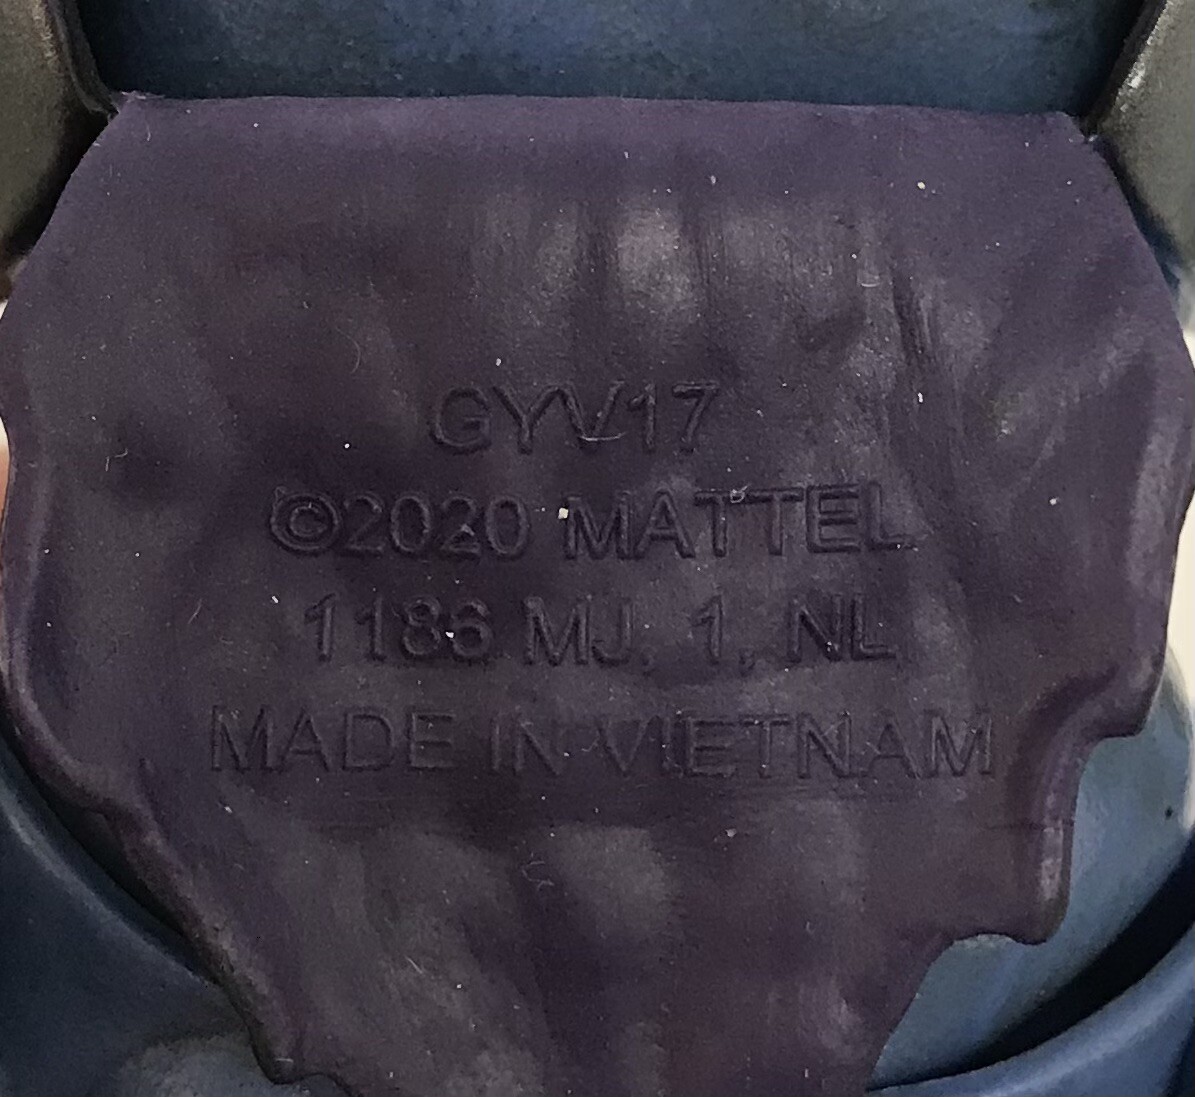 GYV17
©2020 MATTEL
1186 MJ, 1, NL
MADE IN VIETNAM